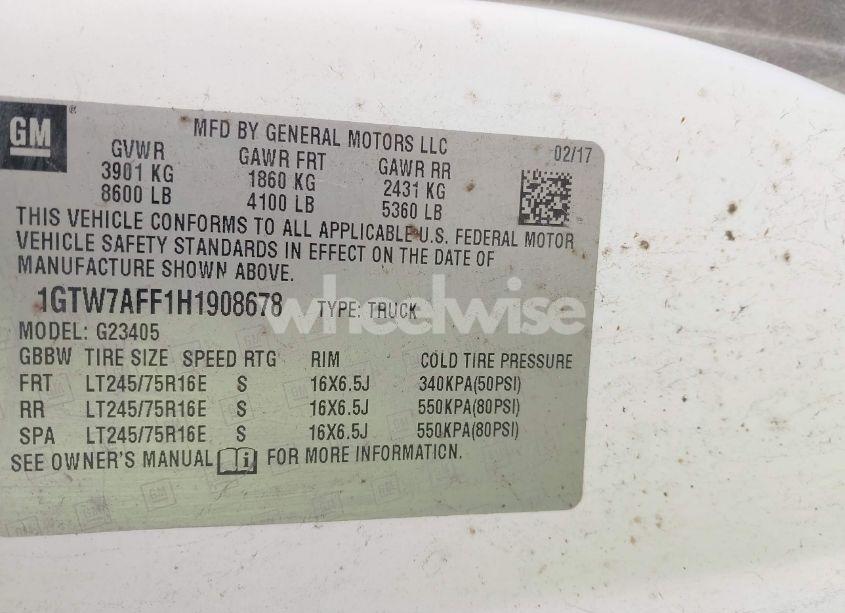 GM ®
MFD BY GENERAL MOTORS LLC
02/17
GVWR GAWR FRT GAWR RR
3901 KG 1860 KG 2431 KG
8600 LB 4100 LB 5360 LB
THIS VEHICLE CONFORMS TO ALL APPLICABLE U.S. FEDERAL MOTOR
VEHICLE SAFETY STANDARDS IN EFFECT ON THE DATE OF
MANUFACTURE SHOWN ABOVE.
1GTW7AFF1H1908678 TYPE: TRUCK
wheelwise
MODEL: G23405
GBBW TIRE SIZE SPEED RTG RIM COLD TIRE PRESSURE
FRT LT245/75R16E S 16X6.5J 340KPA(50PSI)
RR LT245/75R16E S 16X6.5J 550KPA(80PSI)
SPA LT245/75R16E S 16X6.5J 550KPA(80PSI)
SEE OWNER'S MANUAL i FOR MORE INFORMATION.